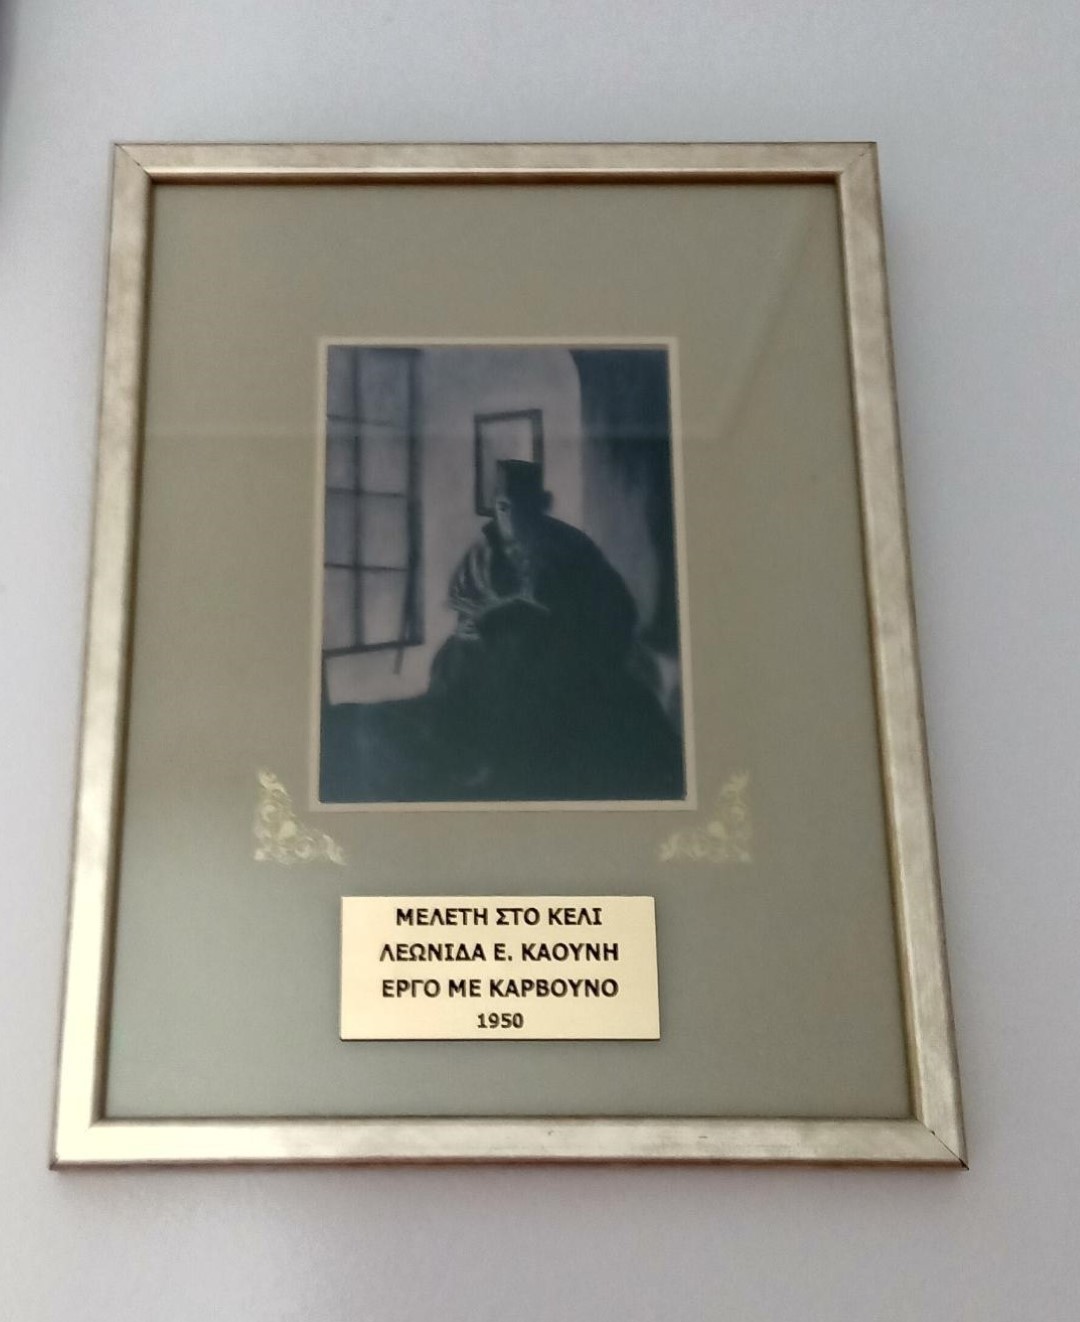 ΜΕΛΕΤΗ ΣΤΟ ΚΕΛΙ
ΛΕΩΝΙΔΑ Ε. ΚΑΟΥΝΗ
ΕΡΓΟ ΜΕ ΚΑΡΒΟΥΝΟ
1950